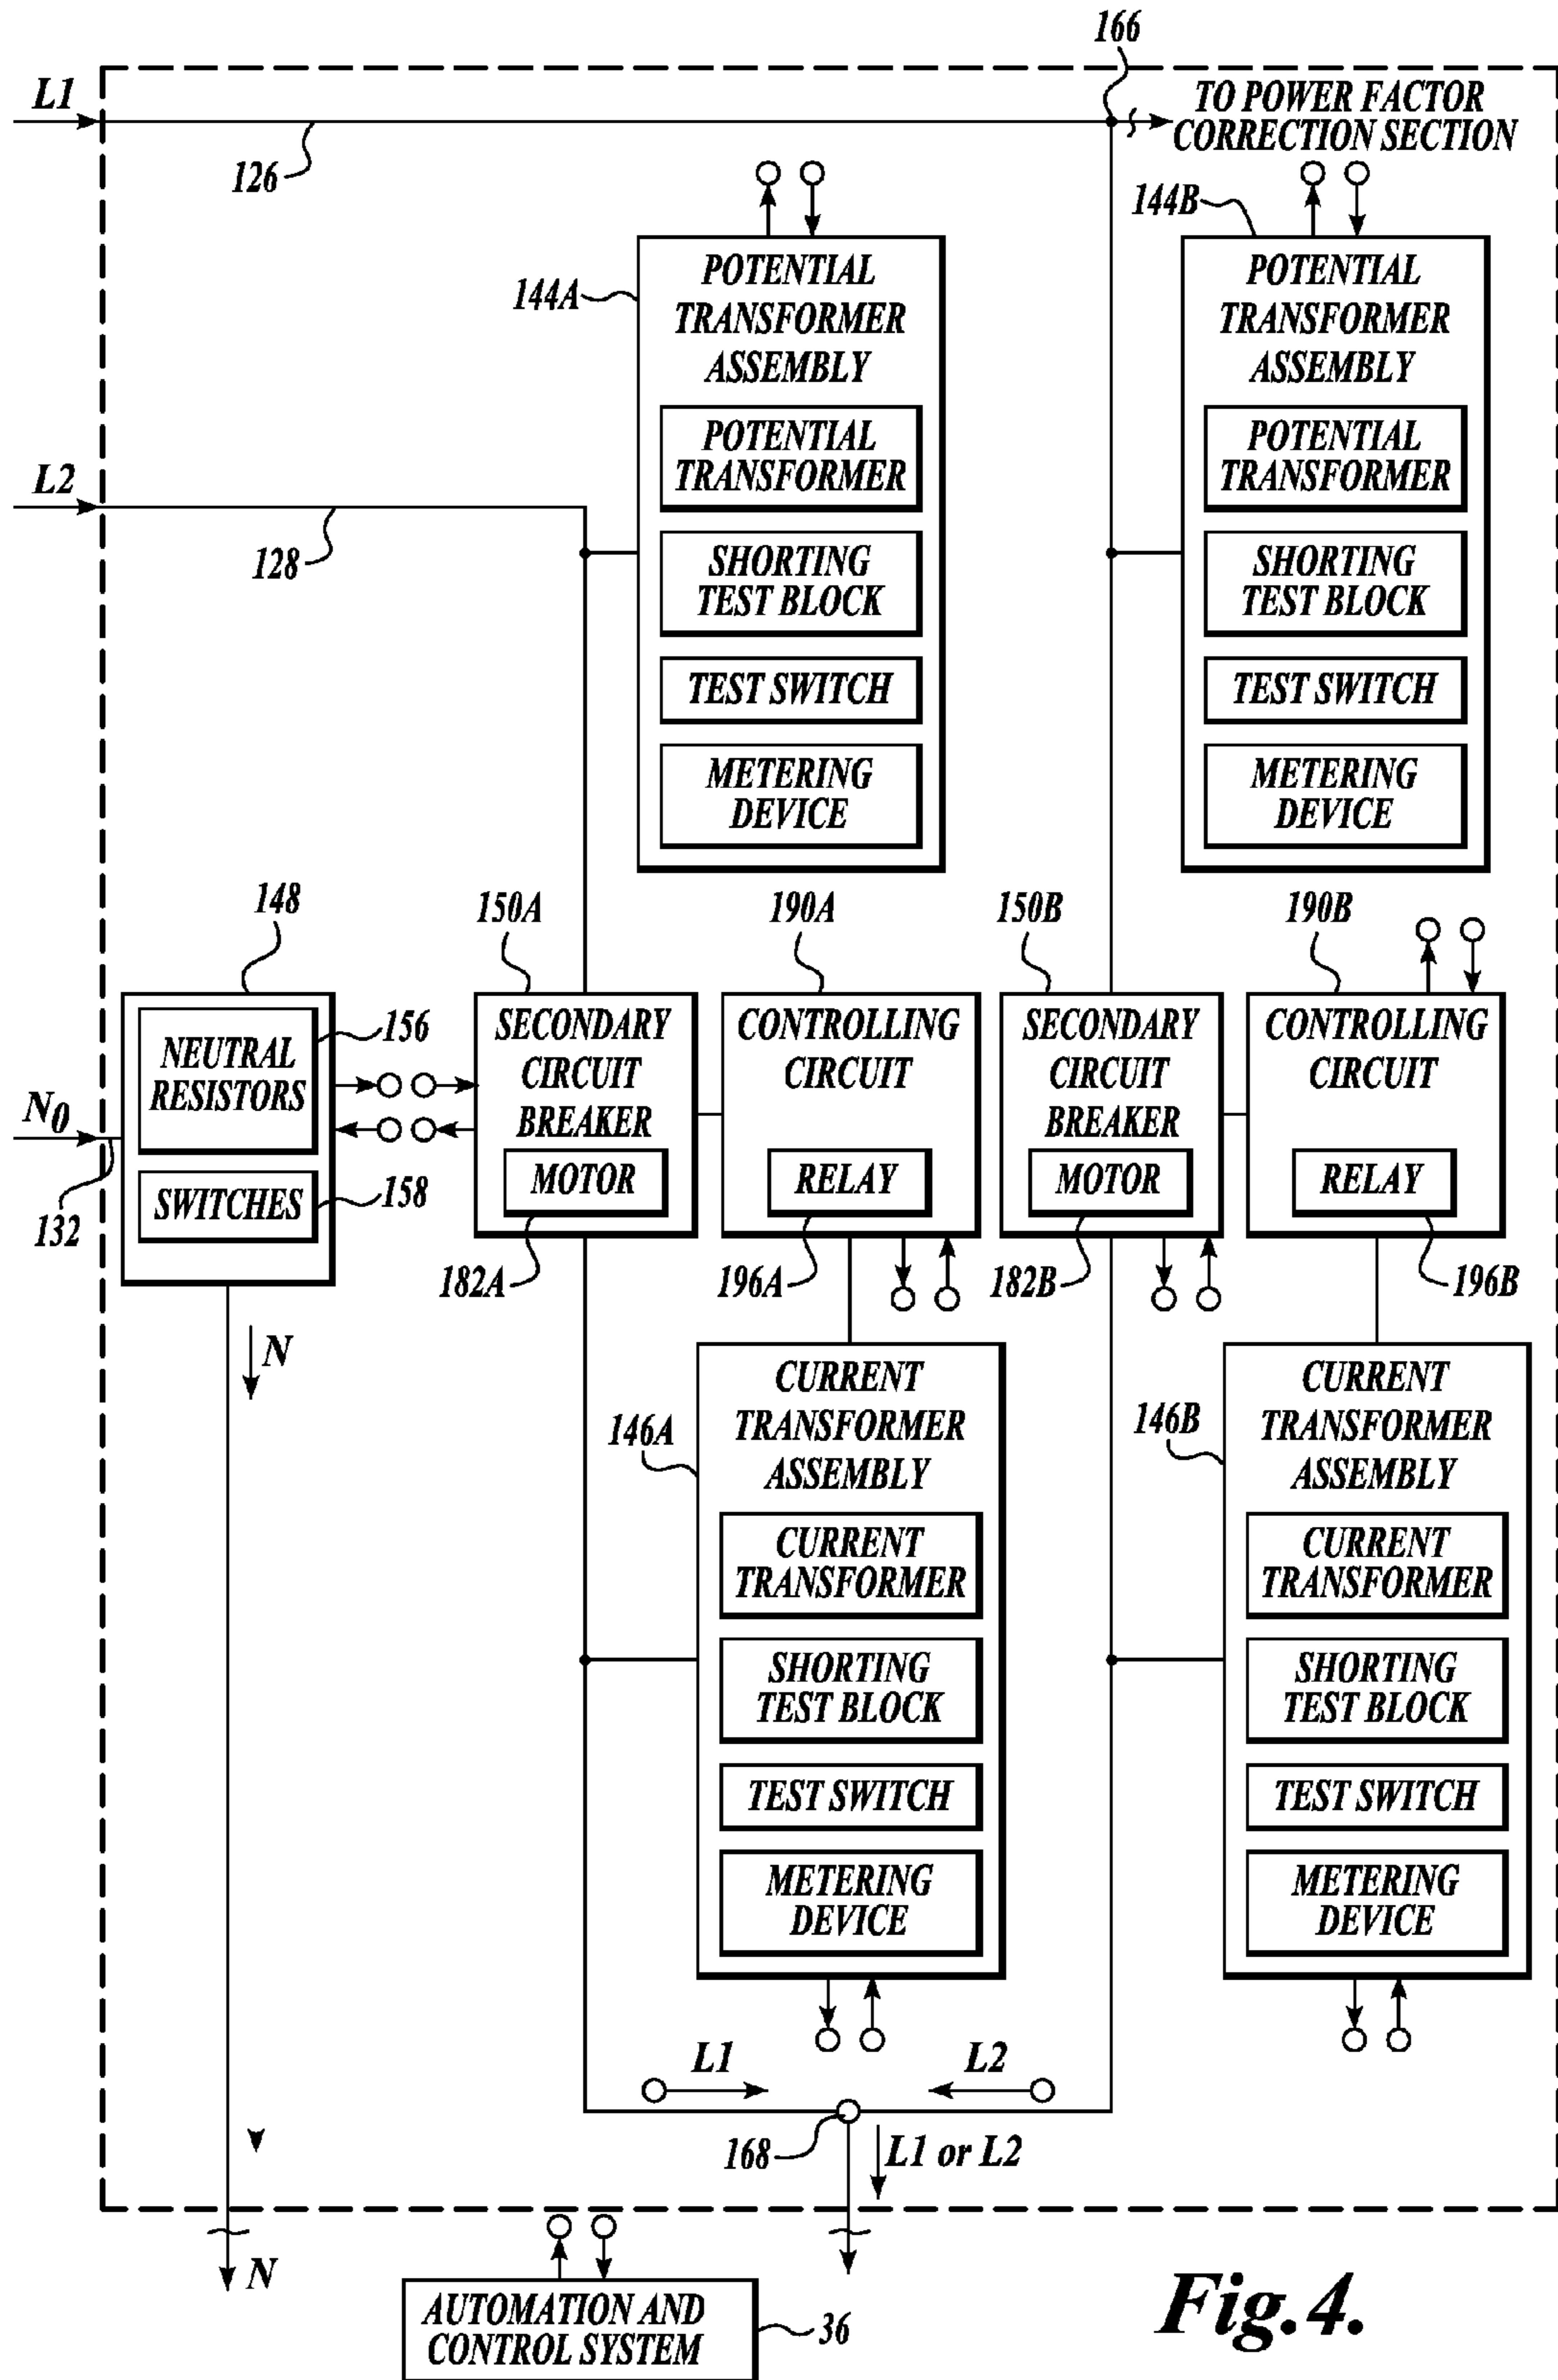 166
L1
TO POWER FACTOR
CORRECTION SECTION
126
144B
144A
POTENTIAL
TRANSFORMER
ASSEMBLY
POTENTIAL
TRANSFORMER
SHORTING
TEST BLOCK
TEST SWITCH
METERING
DEVICE
POTENTIAL
TRANSFORMER
ASSEMBLY
POTENTIAL
TRANSFORMER
SHORTING
TEST BLOCK
TEST SWITCH
METERING
DEVICE
L2
128
148
150A
190A
150B
190B
NEUTRAL
RESISTORS
156
SWITCHES
158
N0
132
SECONDARY
CIRCUIT
BREAKER
MOTOR
182A
CONTROLLING
CIRCUIT
RELAY
196A
SECONDARY
CIRCUIT
BREAKER
MOTOR
182B
CONTROLLING
CIRCUIT
RELAY
196B
N
146A
CURRENT
TRANSFORMER
ASSEMBLY
CURRENT
TRANSFORMER
SHORTING
TEST BLOCK
TEST SWITCH
METERING
DEVICE
146B
CURRENT
TRANSFORMER
ASSEMBLY
CURRENT
TRANSFORMER
SHORTING
TEST BLOCK
TEST SWITCH
METERING
DEVICE
L1
L2
168
L1 or L2
N
AUTOMATION AND
CONTROL SYSTEM
36
Fig.4.